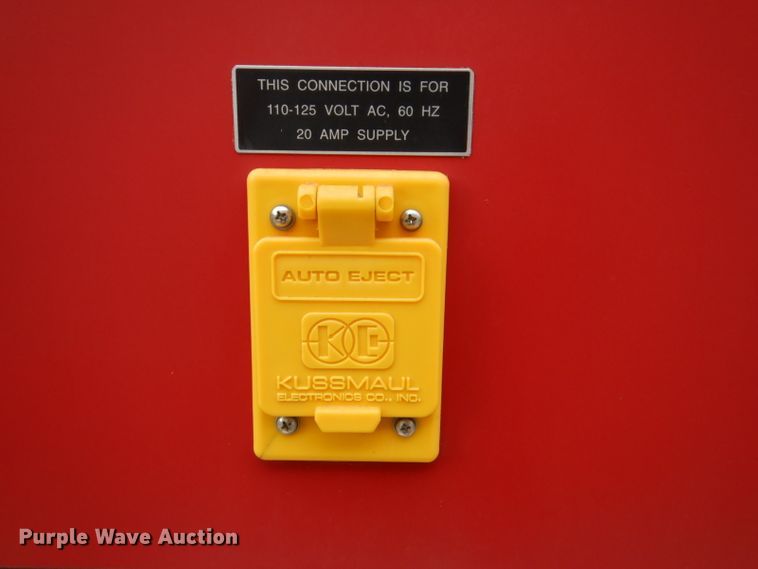 THIS CONNECTION IS FOR
110-125 VOLT AC, 60 HZ
20 AMP SUPPLY
AUTO EJECT
KE
KUSSMAUL
ELECTRONICS CO., INC.
Purple Wave Auction